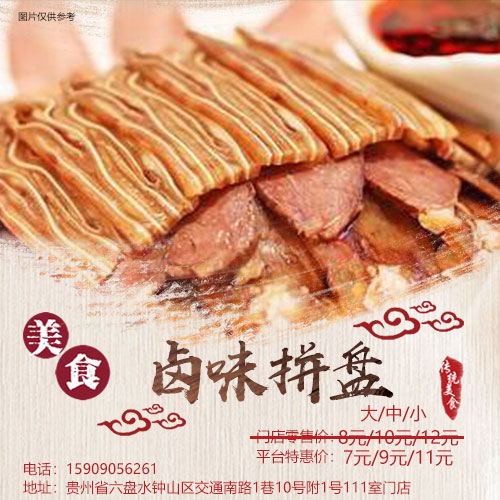 图片仅供参考
美食
卤味拼盘
传统美食
大/中/小
门店零售价：8元/10元/12元
平台特惠价：7元/9元/11元
电话：15909056261
地址：贵州省六盘水钟山区交通南路1巷10号附1号111室门店